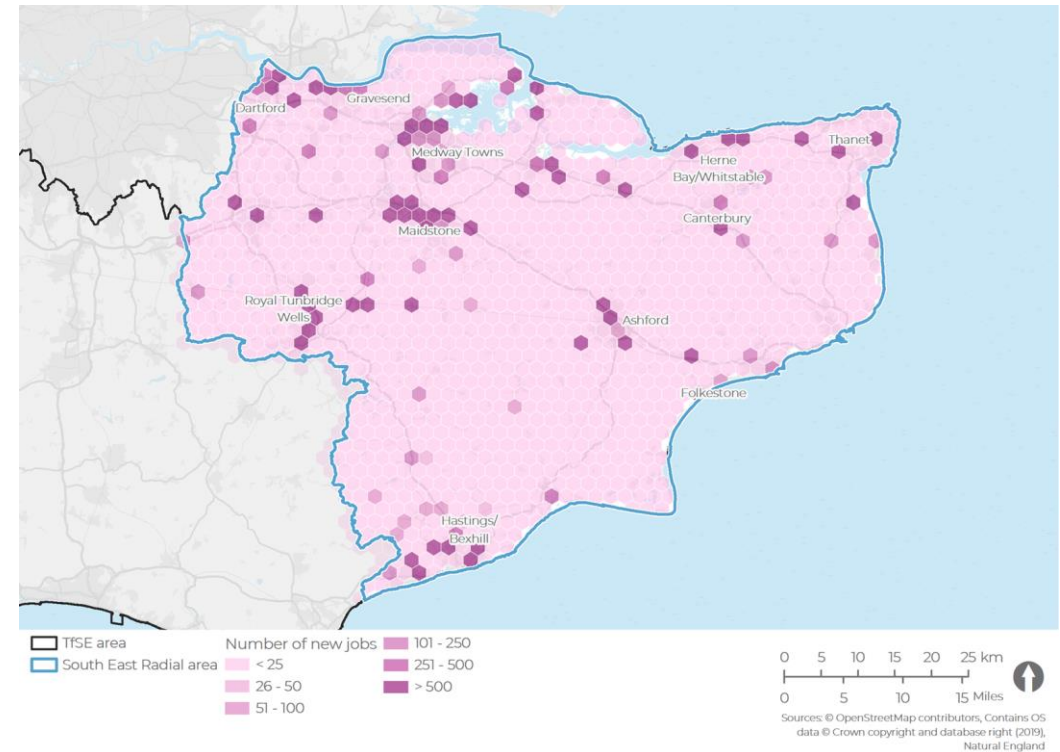 Dartford
Gravesend
Medway Towns
Thanet
Herne
Bay/Whitstable
Canterbury
Maidstone
Royal Tunbridge
Wells
Ashford
Folkestone
Hastings/
Bexhill
TfSE area
South East Radial area
Number of new jobs
< 25
26 - 50
51 - 100
101 - 250
251 - 500
> 500
0 5 10 15 20 25 km
0 5 10 15 Miles
Sources: © OpenStreetMap contributors, Contains OS
data © Crown copyright and database right (2019),
Natural England